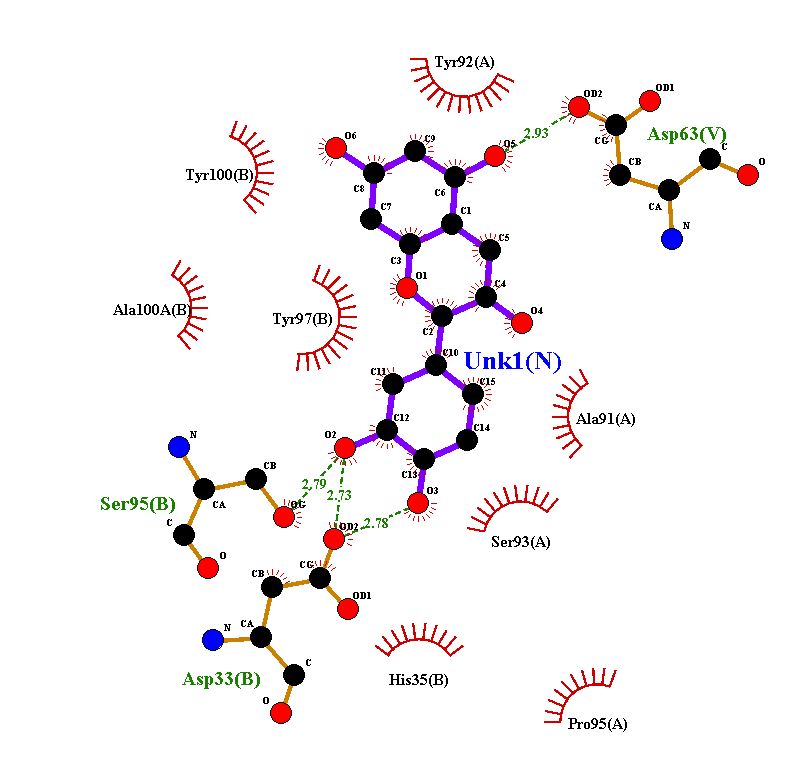 Tyr92(A)
OD2
OD1
2.93
Asp63(V)
O6
C9
O5
CG
C
Tyr100(B)
CB
O
C8
C6
CA
C7
C1
N
C5
C3
O1
C4
Ala100A(B)
Tyr97(B)
O4
C2
C10
Unk1(N)
C11
C15
Ala91(A)
C12
C14
N
O2
CB
C13
2.79
Ser95(B)
CA
2.73
O3
OG
C
2.78
OD2
Ser93(A)
O
CG
CB
OD1
N
CA
Asp33(B)
C
His35(B)
O
Pro95(A)